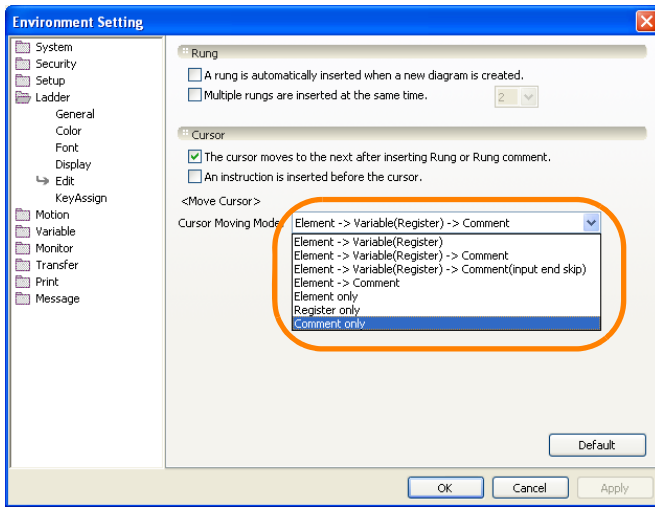 Environment Setting
System
Security
Setup
Ladder
General
Color
Font
Display
Edit
KeyAssign
Motion
Variable
Monitor
Transfer
Print
Message
Rung
A rung is automatically inserted when a new diagram is created.
Multiple rungs are inserted at the same time.
2
Cursor
The cursor moves to the next after inserting Rung or Rung comment.
An instruction is inserted before the cursor.
<Move Cursor>
Cursor Moving Mode: Element -> Variable(Register) -> Comment
Element -> Variable(Register)
Element -> Variable(Register) -> Comment
Element -> Variable(Register) -> Comment(input end skip)
Element -> Comment
Element only
Register only
Comment only
Default
OK Cancel Apply